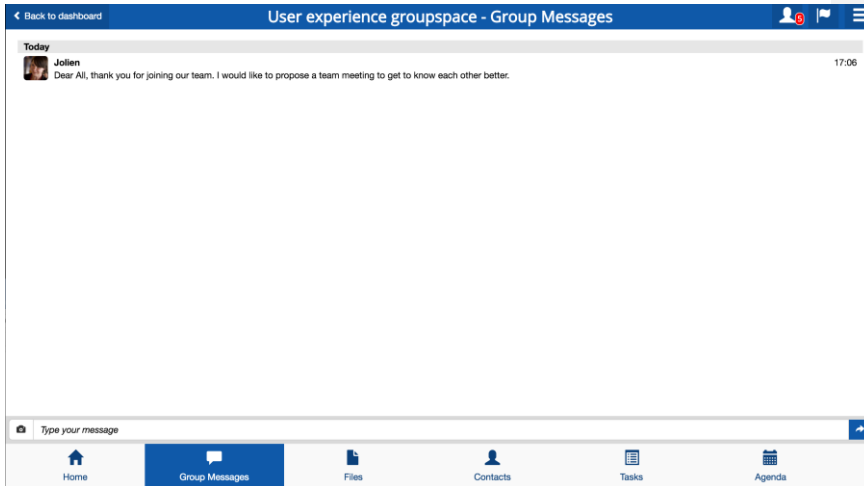 Back to dashboard
User experience groupspace - Group Messages
5
Today
Jolien
17:06
Dear All, thank you for joining our team. I would like to propose a team meeting to get to know each other better.
Type your message
Home
Group Messages
Files
Contacts
Tasks
Agenda